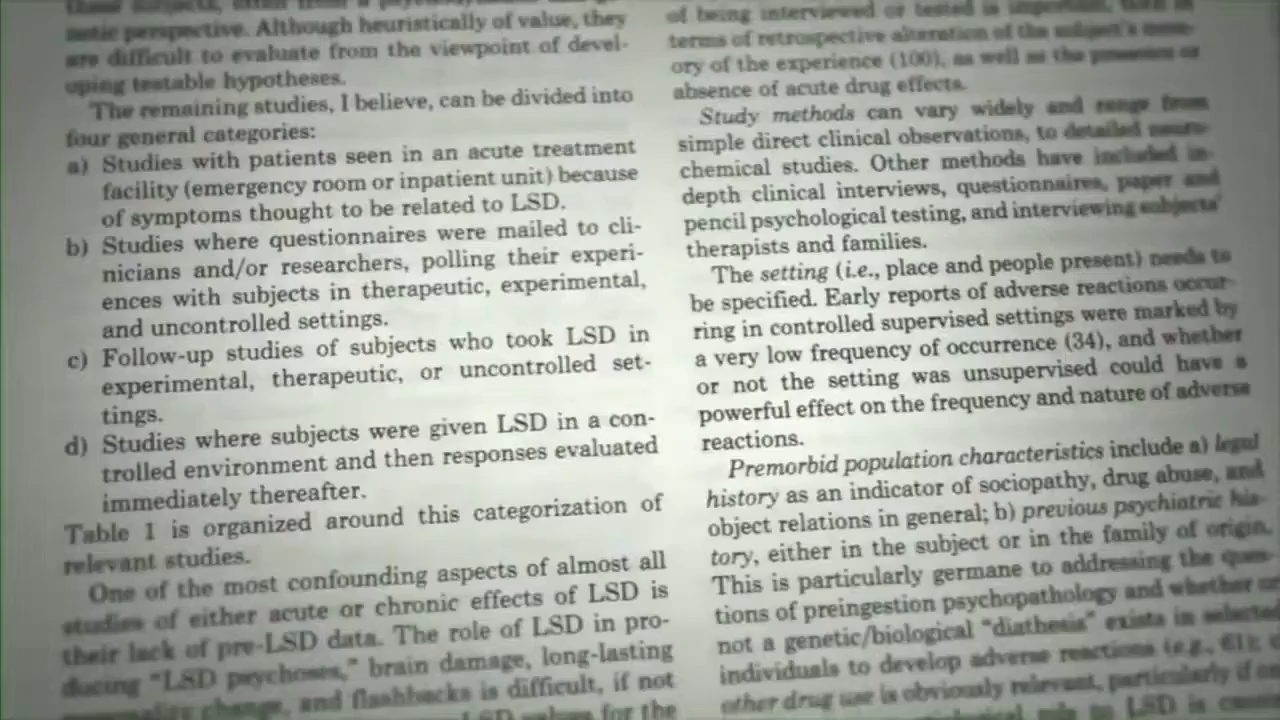 netic perspective. Although heuristically of value, they
are difficult to evaluate from the viewpoint of devel-
oping testable hypotheses.
The remaining studies, I believe, can be divided into
four general categories:
a) Studies with patients seen in an acute treatment
facility (emergency room or inpatient unit) because
of symptoms thought to be related to LSD.
b) Studies where questionnaires were mailed to cli-
nicians and/or researchers, polling their experi-
ences with subjects in therapeutic, experimental,
and uncontrolled settings.
c) Follow-up studies of subjects who took LSD in
experimental, therapeutic, or uncontrolled set-
tings.
d) Studies where subjects were given LSD in a con-
trolled environment and then responses evaluated
immediately thereafter.
Table 1 is organized around this categorization of
relevant studies.
One of the most confounding aspects of almost all
studies of either acute or chronic effects of LSD is
their lack of pre-LSD data. The role of LSD in pro-
ducing "LSD psychoses," brain damage, long-lasting
change, and flashbacks is difficult, if not
LSD values for the
of being interviewed or tested is important, both in
terms of retrospective alteration of the subject's mem-
ory of the experience (100), as well as the presence or
absence of acute drug effects.
Study methods can vary widely and range from
simple direct clinical observations, to detailed neuro-
chemical studies. Other methods have included in-
depth clinical interviews, questionnaires, paper and
pencil psychological testing, and interviewing subjects'
therapists and families.
The setting (i.e., place and people present) needs to
be specified. Early reports of adverse reactions occur-
ring in controlled supervised settings were marked by
a very low frequency of occurrence (34), and whether
or not the setting was unsupervised could have a
powerful effect on the frequency and nature of adverse
reactions.
Premorbid population characteristics include a) legal
history as an indicator of sociopathy, drug abuse, and
object relations in general; b) previous psychiatric his-
tory, either in the subject or in the family of origin.
This is particularly germane to addressing the ques-
tions of preingestion psychopathology and whether or
not a genetic/biological "diathesis" exists in selected
individuals to develop adverse reactions (e.g., 61); c)
other drug use is obviously relevant, particularly if
LSD is